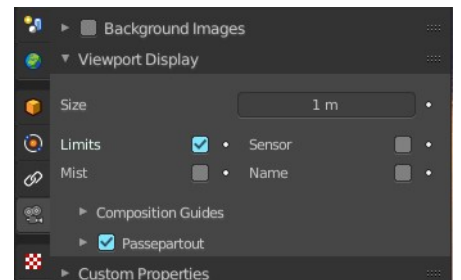 Background Images
Viewport Display
Size 1 m
Limits Sensor
Mist Name
Composition Guides
Passepartout
Custom Properties